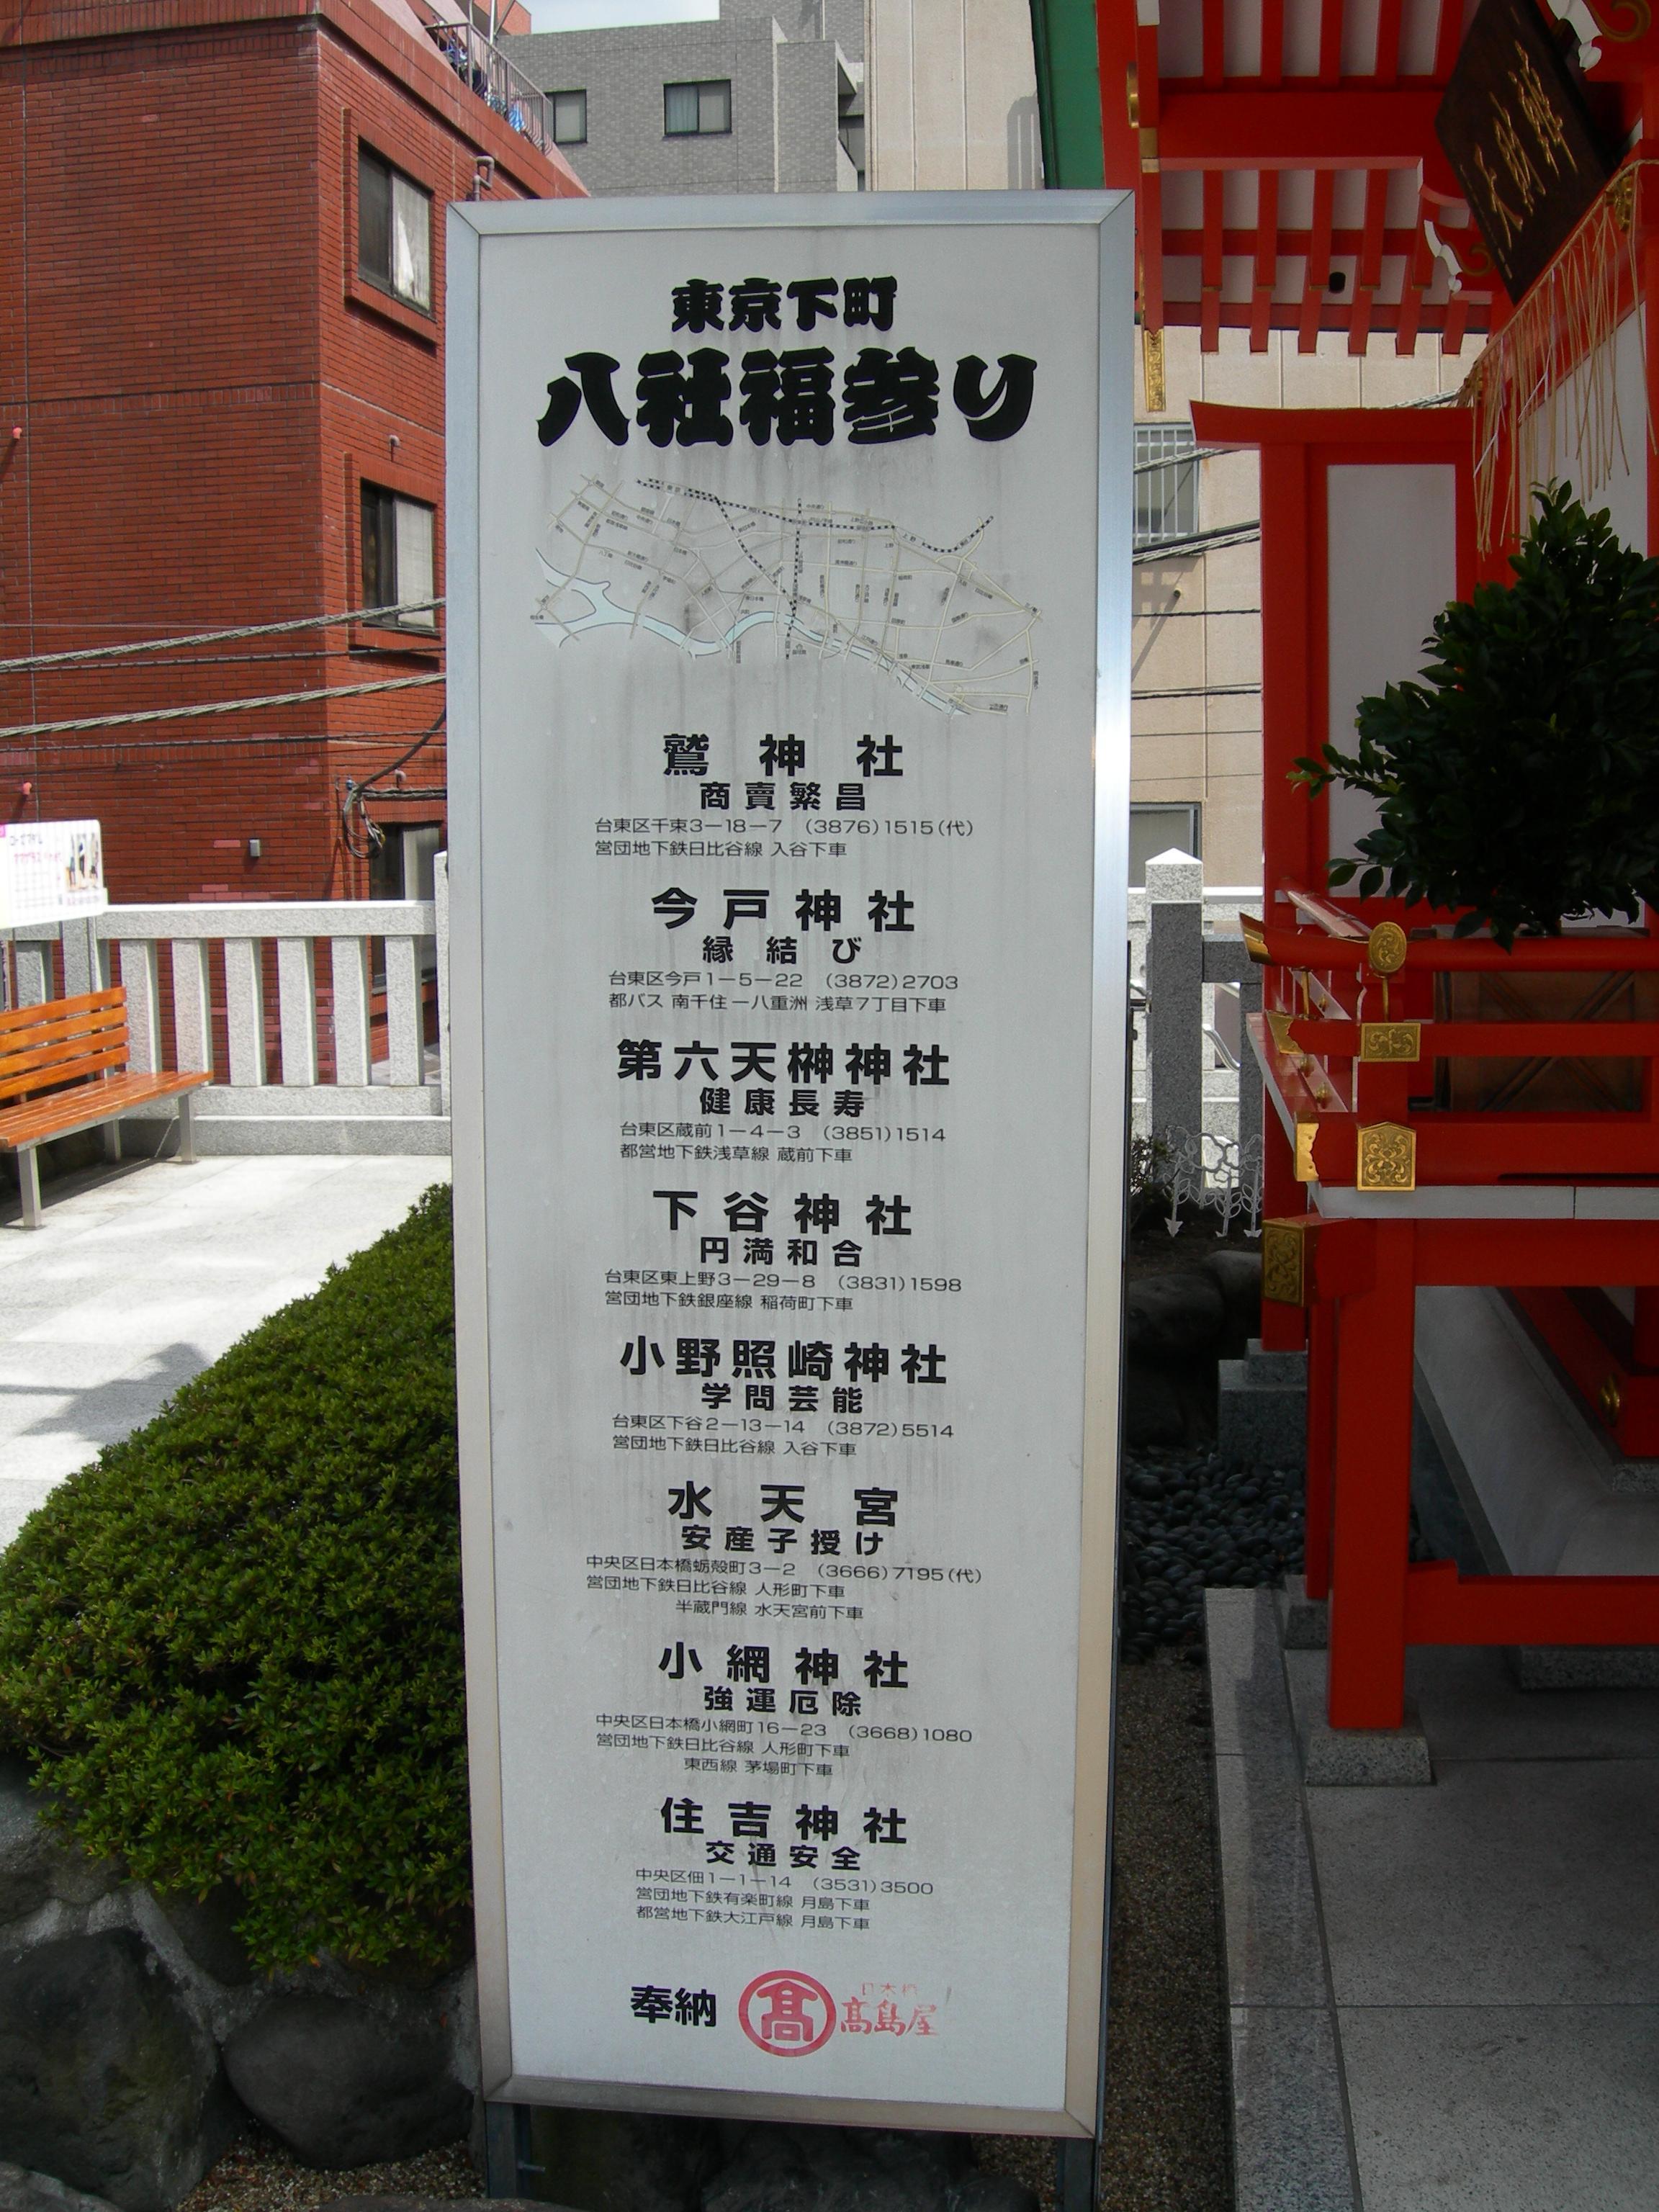 東京下町
八社福参り
鷲神社
商賣繁昌
台東区千束3－18－7 (3876)1515(代)
営団地下鉄日比谷線 入谷下車
今戸神社
縁結び
台東区今戸1－5－22 (3872)2703
都バス 南千住－八重洲 浅草7丁目下車
第六天榊神社
健康長寿
台東区蔵前1－4－3 (3851)1514
都営地下鉄浅草線 蔵前下車
下谷神社
円満和合
台東区東上野3－29－8 (3831)1598
営団地下鉄銀座線 稲荷町下車
小野照崎神社
学問芸能
台東区下谷2－13－14 (3872)5514
営団地下鉄日比谷線 入谷下車
水天宮
安産子授け
中央区日本橋蛎殻町3－2 (3666)7195(代)
営団地下鉄日比谷線 人形町下車
半蔵門線 水天宮前下車
小網神社
強運厄除
中央区日本橋小網町16－23 (3668)1080
営団地下鉄日比谷線 人形町下車
東西線 茅場町下車
住吉神社
交通安全
中央区佃1－1－14 (3531)3500
営団地下鉄有楽町線 月島下車
都営地下鉄大江戸線 月島下車
奉納 髙 日本橋
髙島屋